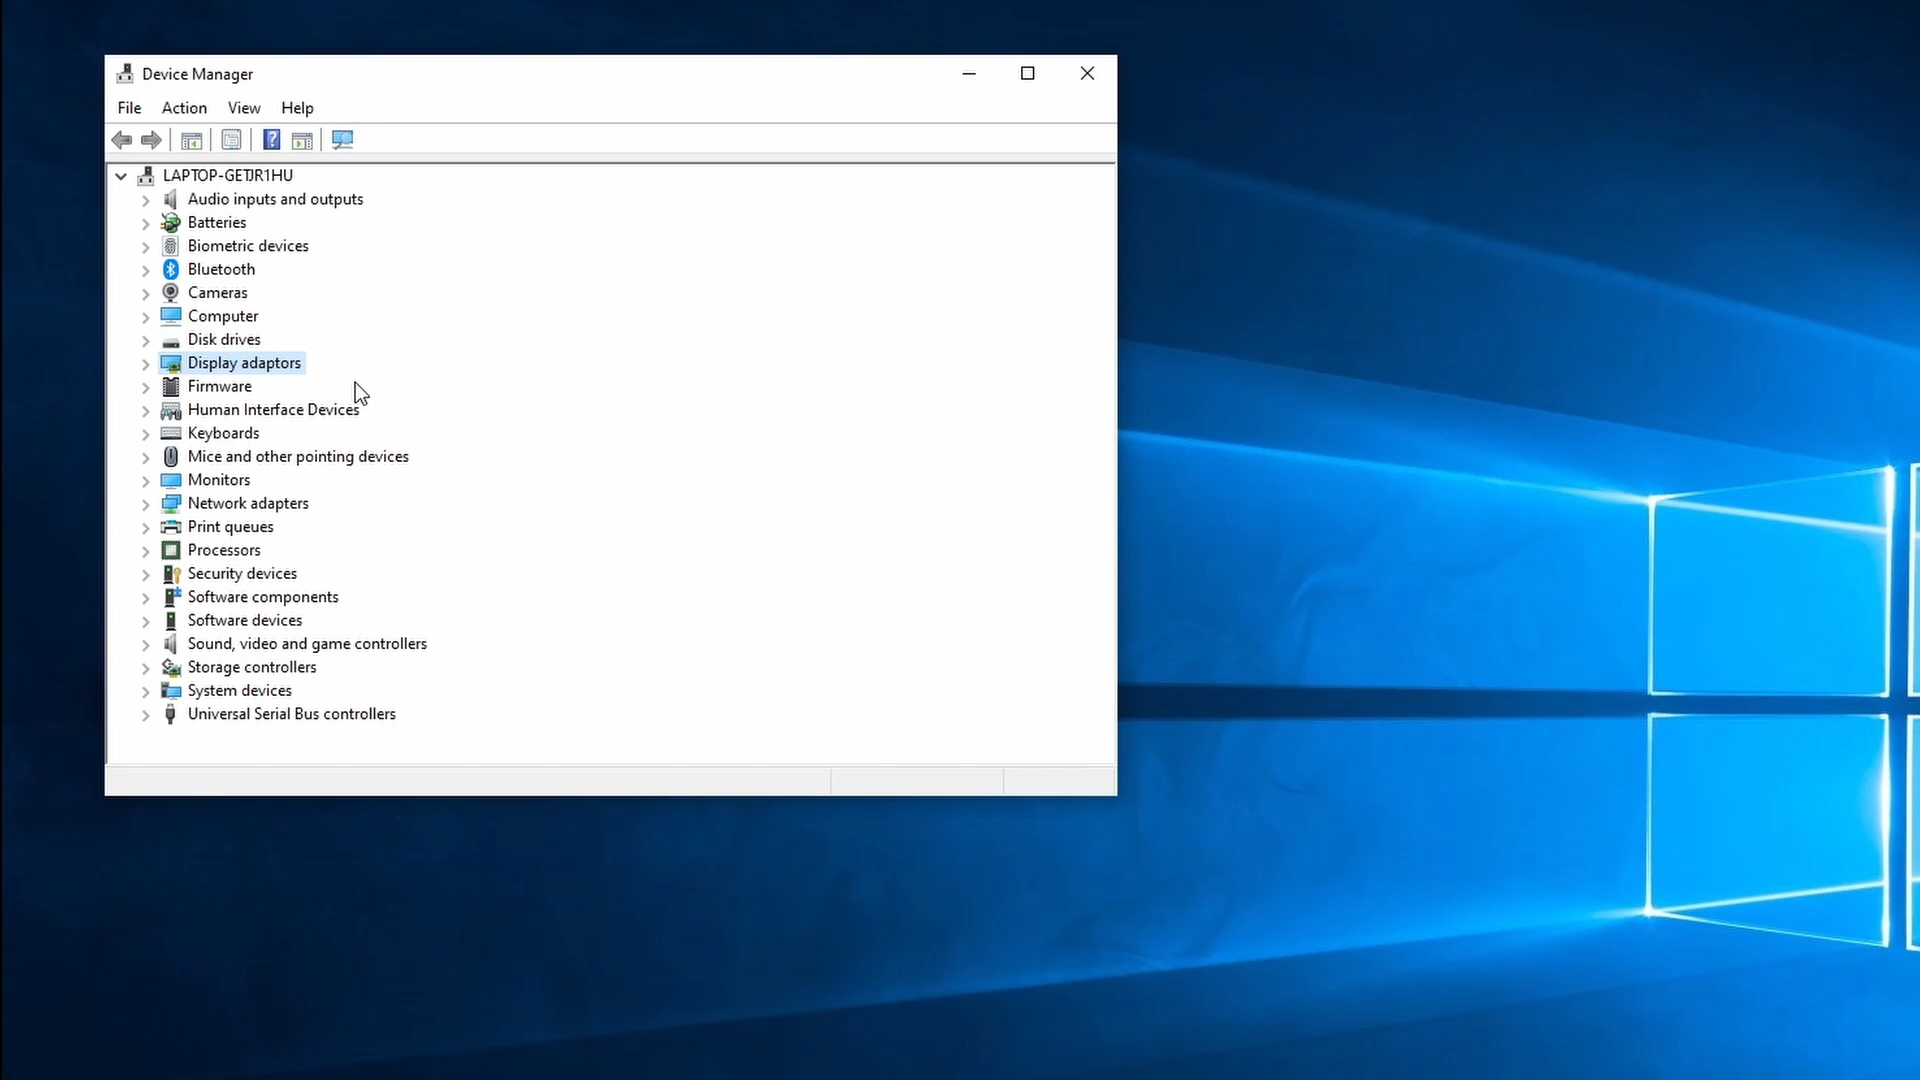 Device Manager
File Action View Help
LAPTOP-GETJR1HU
Audio inputs and outputs
Batteries
Biometric devices
Bluetooth
Cameras
Computer
Disk drives
Display adaptors
Firmware
Human Interface Devices
Keyboards
Mice and other pointing devices
Monitors
Network adapters
Print queues
Processors
Security devices
Software components
Software devices
Sound, video and game controllers
Storage controllers
System devices
Universal Serial Bus controllers